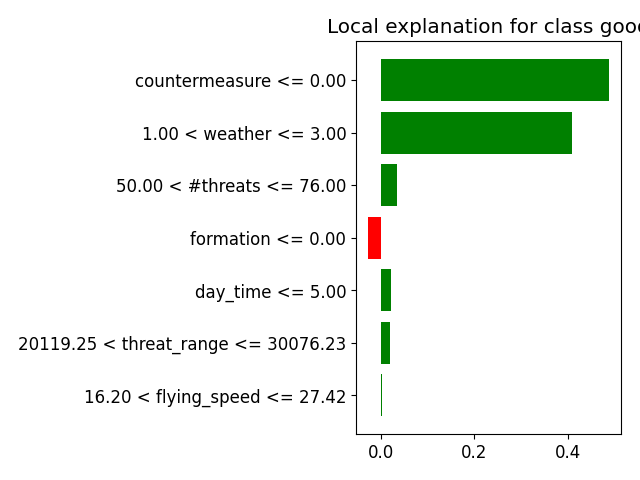 Local explanation for class good
countermeasure <= 0.00
1.00 < weather <= 3.00
50.00 < #threats <= 76.00
formation <= 0.00
day_time <= 5.00
20119.25 < threat_range <= 30076.23
16.20 < flying_speed <= 27.42
0.0 0.2 0.4